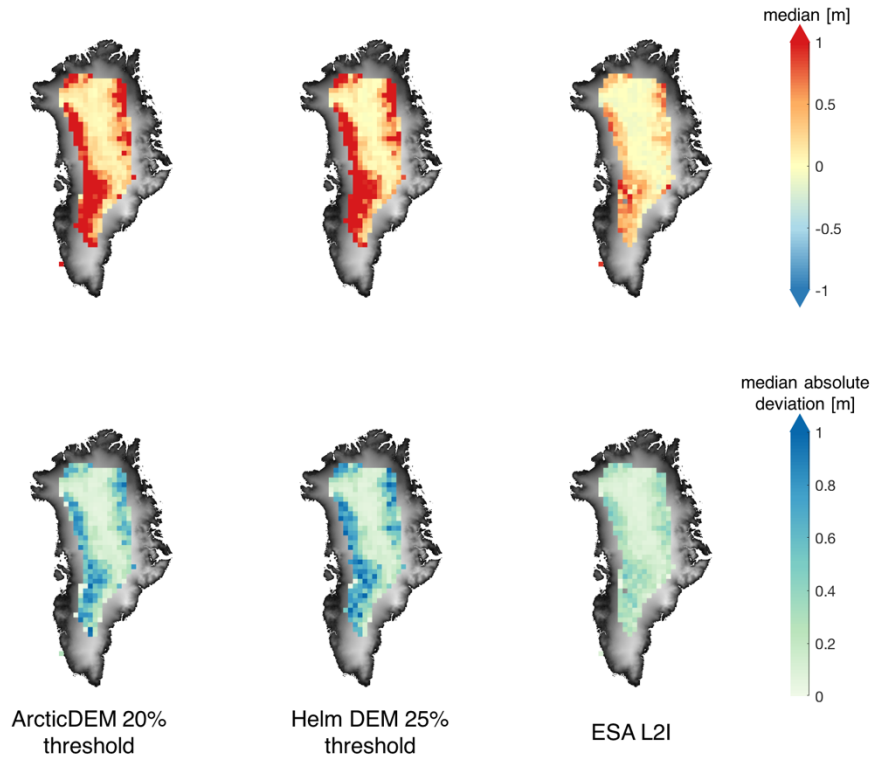 median [m]
1
0.5
0
-0.5
-1
median absolute
deviation [m]
1
0.8
0.6
0.4
0.2
0
ArcticDEM 20%
threshold
Helm DEM 25%
threshold
ESA L2I